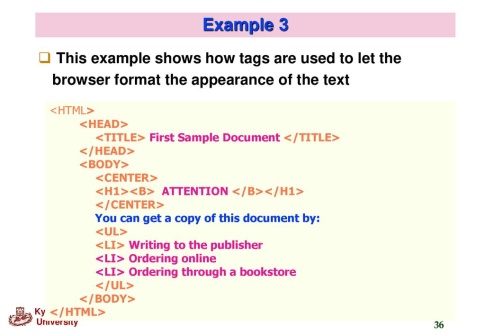 Example 3
This example shows how tags are used to let the
browser format the appearance of the text
<HTML>
<HEAD>
<TITLE> First Sample Document </TITLE>
</HEAD>
<BODY>
<CENTER>
<H1><B> ATTENTION </B></H1>
</CENTER>
You can get a copy of this document by:
<UL>
<LI> Writing to the publisher
<LI> Ordering online
<LI> Ordering through a bookstore
</UL>
</BODY>
</HTML>
Ky
University
36